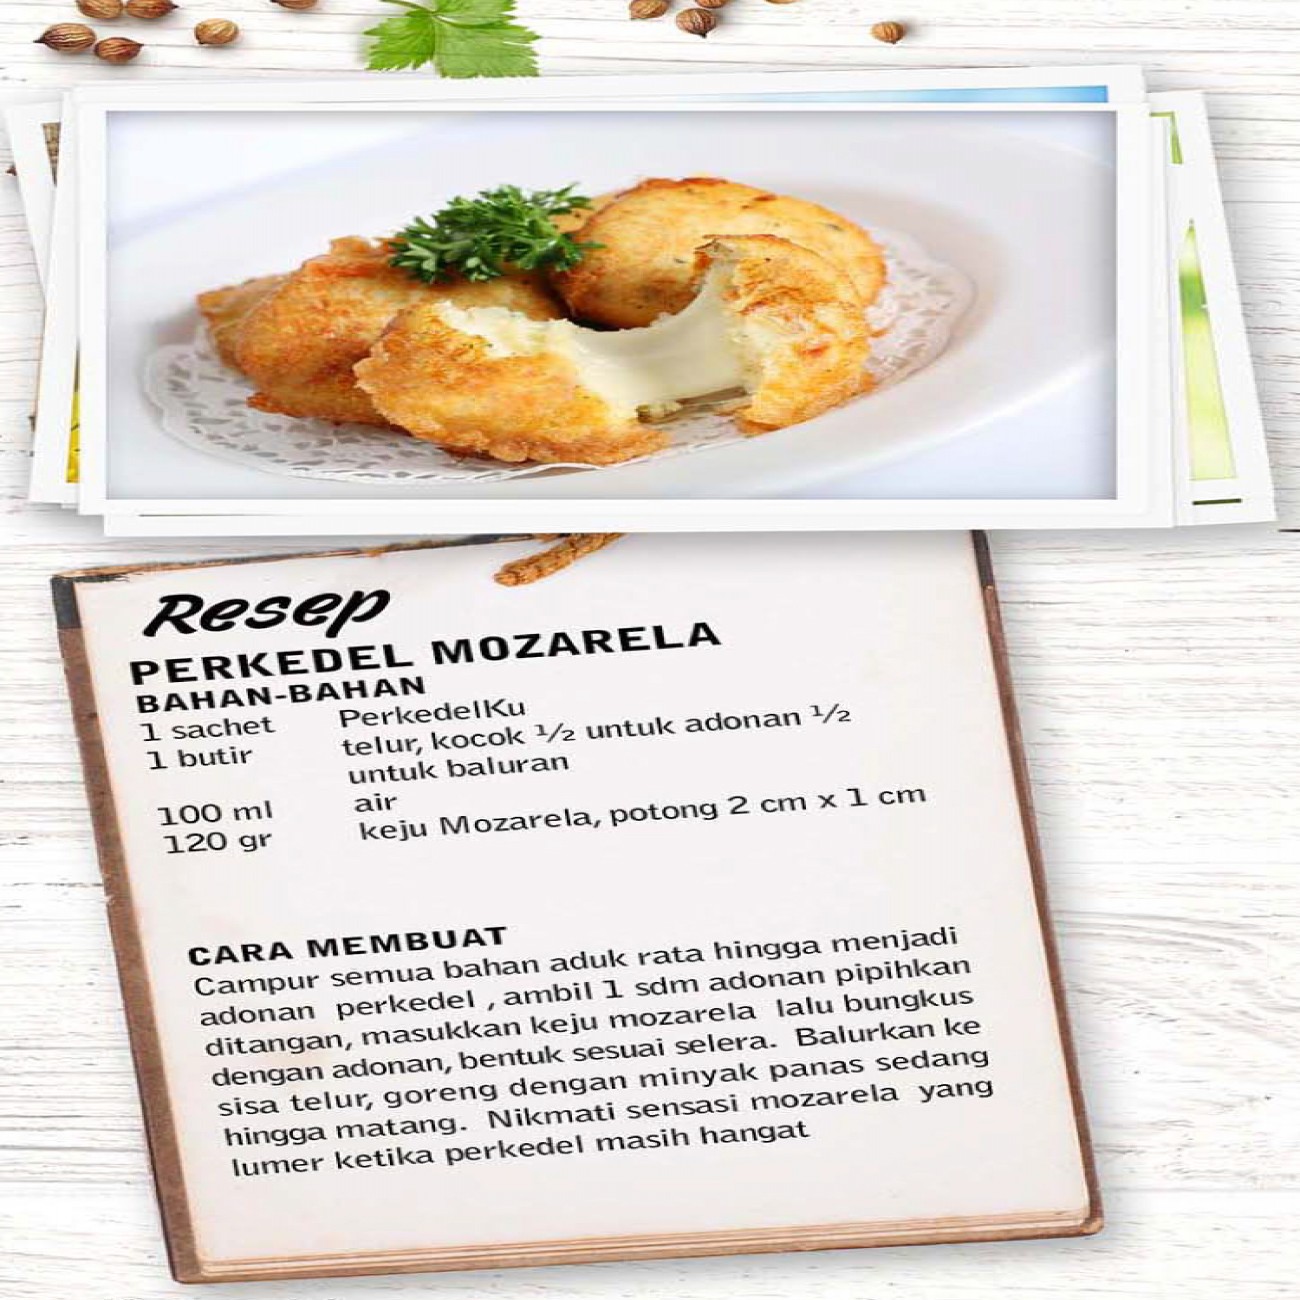 Resep
PERKEDEL MOZARELA
BAHAN-BAHAN
1 sachet PerkedelKu
1 butir telur, kocok ½ untuk adonan ½
untuk baluran
100 ml air
120 gr keju Mozarela, potong 2 cm x 1 cm
CARA MEMBUAT
Campur semua bahan aduk rata hingga menjadi
adonan perkedel , ambil 1 sdm adonan pipihkan
ditangan, masukkan keju mozarela lalu bungkus
dengan adonan, bentuk sesuai selera. Balurkan ke
sisa telur, goreng dengan minyak panas sedang
hingga matang. Nikmati sensasi mozarela yang
lumer ketika perkedel masih hangat